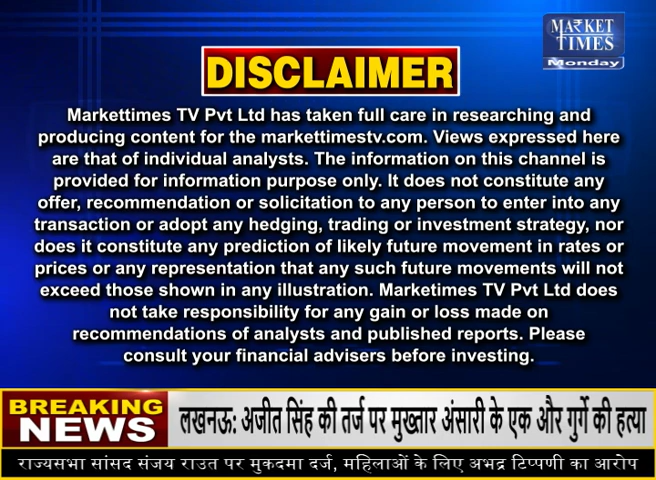 MARKET
TIMES
Monday
DISCLAIMER
Markettimes TV Pvt Ltd has taken full care in researching and
producing content for the markettimestv.com. Views expressed here
are that of individual analysts. The information on this channel is
provided for information purpose only. It does not constitute any
offer, recommendation or solicitation to any person to enter into any
transaction or adopt any hedging, trading or investment strategy, nor
does it constitute any prediction of likely future movement in rates or
prices or any representation that any such future movements will not
exceed those shown in any illustration. Marketimes TV Pvt Ltd does
not take responsibility for any gain or loss made on
recommendations of analysts and published reports. Please
consult your financial advisers before investing.
BREAKING
NEWS
लखनऊ: अजीत सिंह की तर्ज पर मुख्तार अंसारी के एक और गुर्गे की हत्या
राज्यसभा सांसद संजय राउत पर मुकदमा दर्ज, महिलाओं के लिए अभद्र टिप्पणी का आरोप